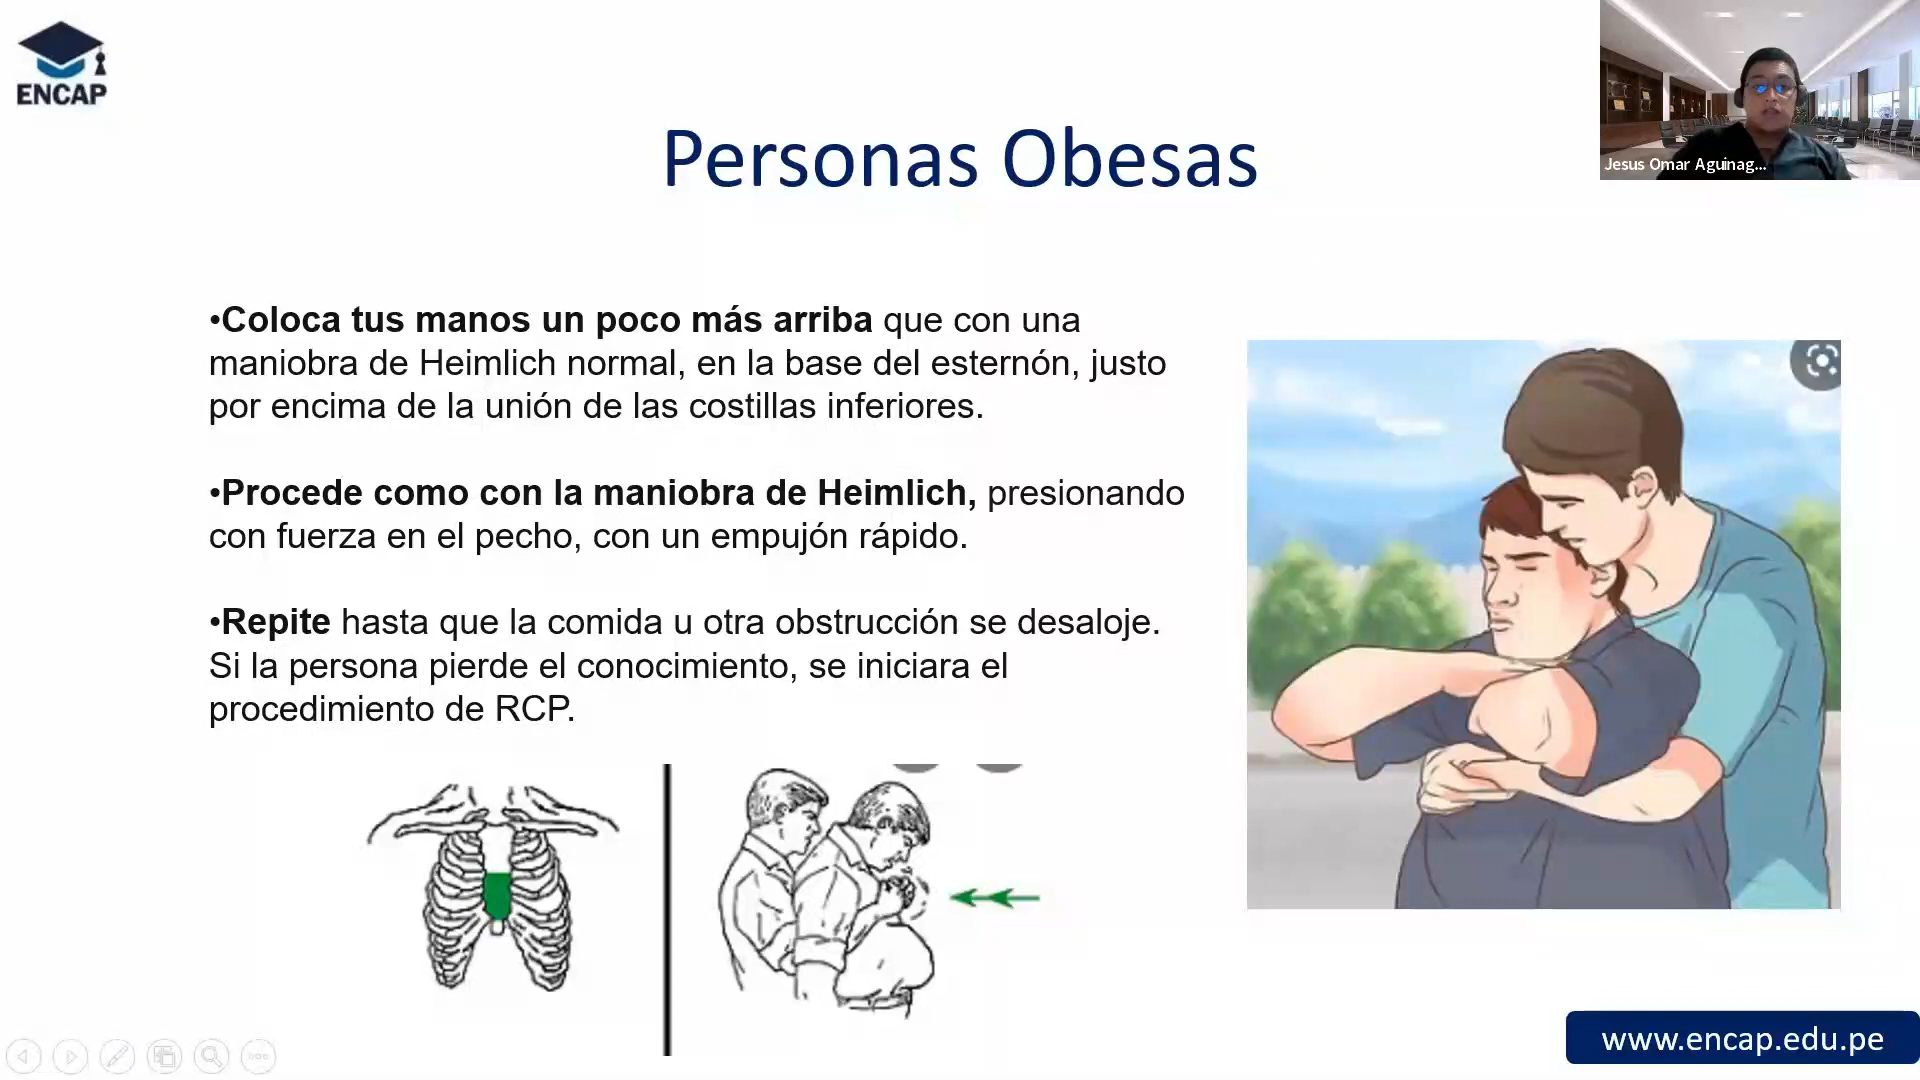 ENCAP
Jesus Omar Aguinag...
Personas Obesas
•Coloca tus manos un poco más arriba que con una
maniobra de Heimlich normal, en la base del esternón, justo
por encima de la unión de las costillas inferiores.
•Procede como con la maniobra de Heimlich, presionando
con fuerza en el pecho, con un empujón rápido.
•Repite hasta que la comida u otra obstrucción se desaloje.
Si la persona pierde el conocimiento, se iniciara el
procedimiento de RCP.
www.encap.edu.pe